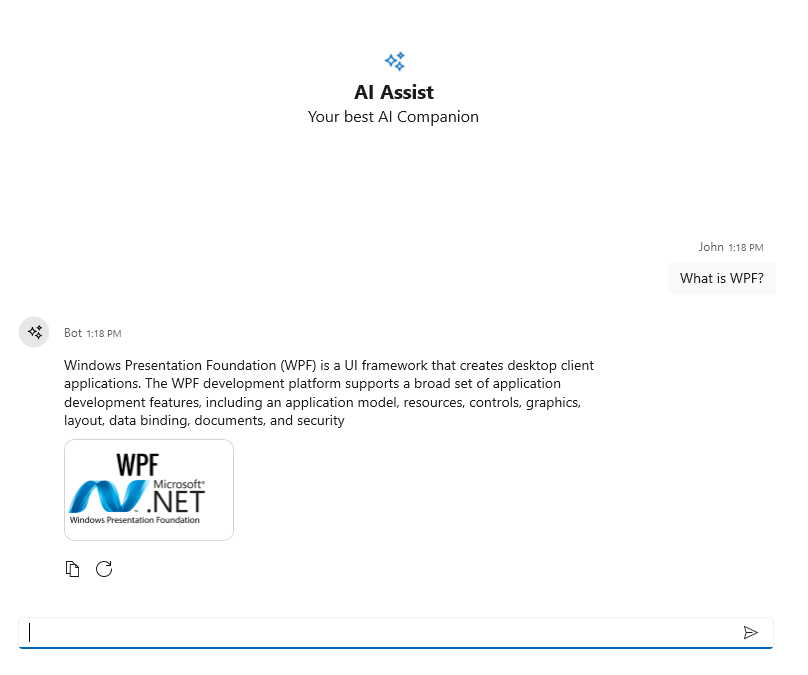 AI Assist
Your best AI Companion
John 1:18 PM
What is WPF?
Bot 1:18 PM
Windows Presentation Foundation (WPF) is a UI framework that creates desktop client
applications. The WPF development platform supports a broad set of application
development features, including an application model, resources, controls, graphics,
layout, data binding, documents, and security
WPF
Microsoft®
.NET
Windows Presentation Foundation